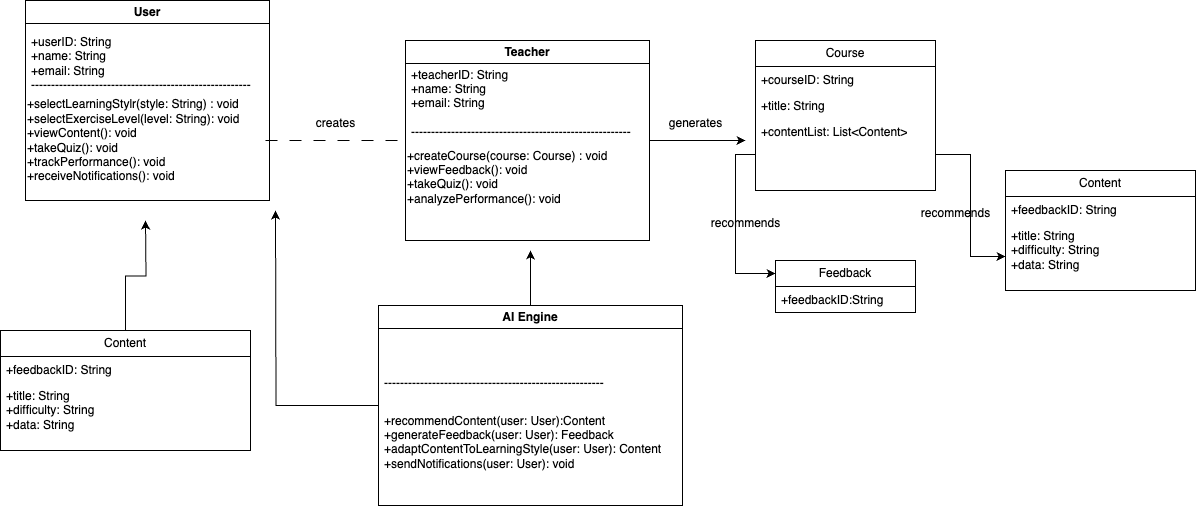 User
+userID: String
+name: String
+email: String
-------------------------------------------------------
+selectLearningStylr(style: String) : void
+selectExerciseLevel(level: String): void
+viewContent(): void
+takeQuiz(): void
+trackPerformance(): void
+receiveNotifications(): void
creates
Teacher
+teacherID: String
+name: String
+email: String
-------------------------------------------------------
+createCourse(course: Course) : void
+viewFeedback(): void
+takeQuiz(): void
+analyzePerformance(): void
generates
Course
+courseID: String
+title: String
+contentList: List<Content>
recommends
recommends
Content
+feedbackID: String
+title: String
+difficulty: String
+data: String
Feedback
+feedbackID:String
Content
+feedbackID: String
+title: String
+difficulty: String
+data: String
AI Engine
-------------------------------------------------------
+recommendContent(user: User):Content
+generateFeedback(user: User): Feedback
+adaptContentToLearningStyle(user: User): Content
+sendNotifications(user: User): void